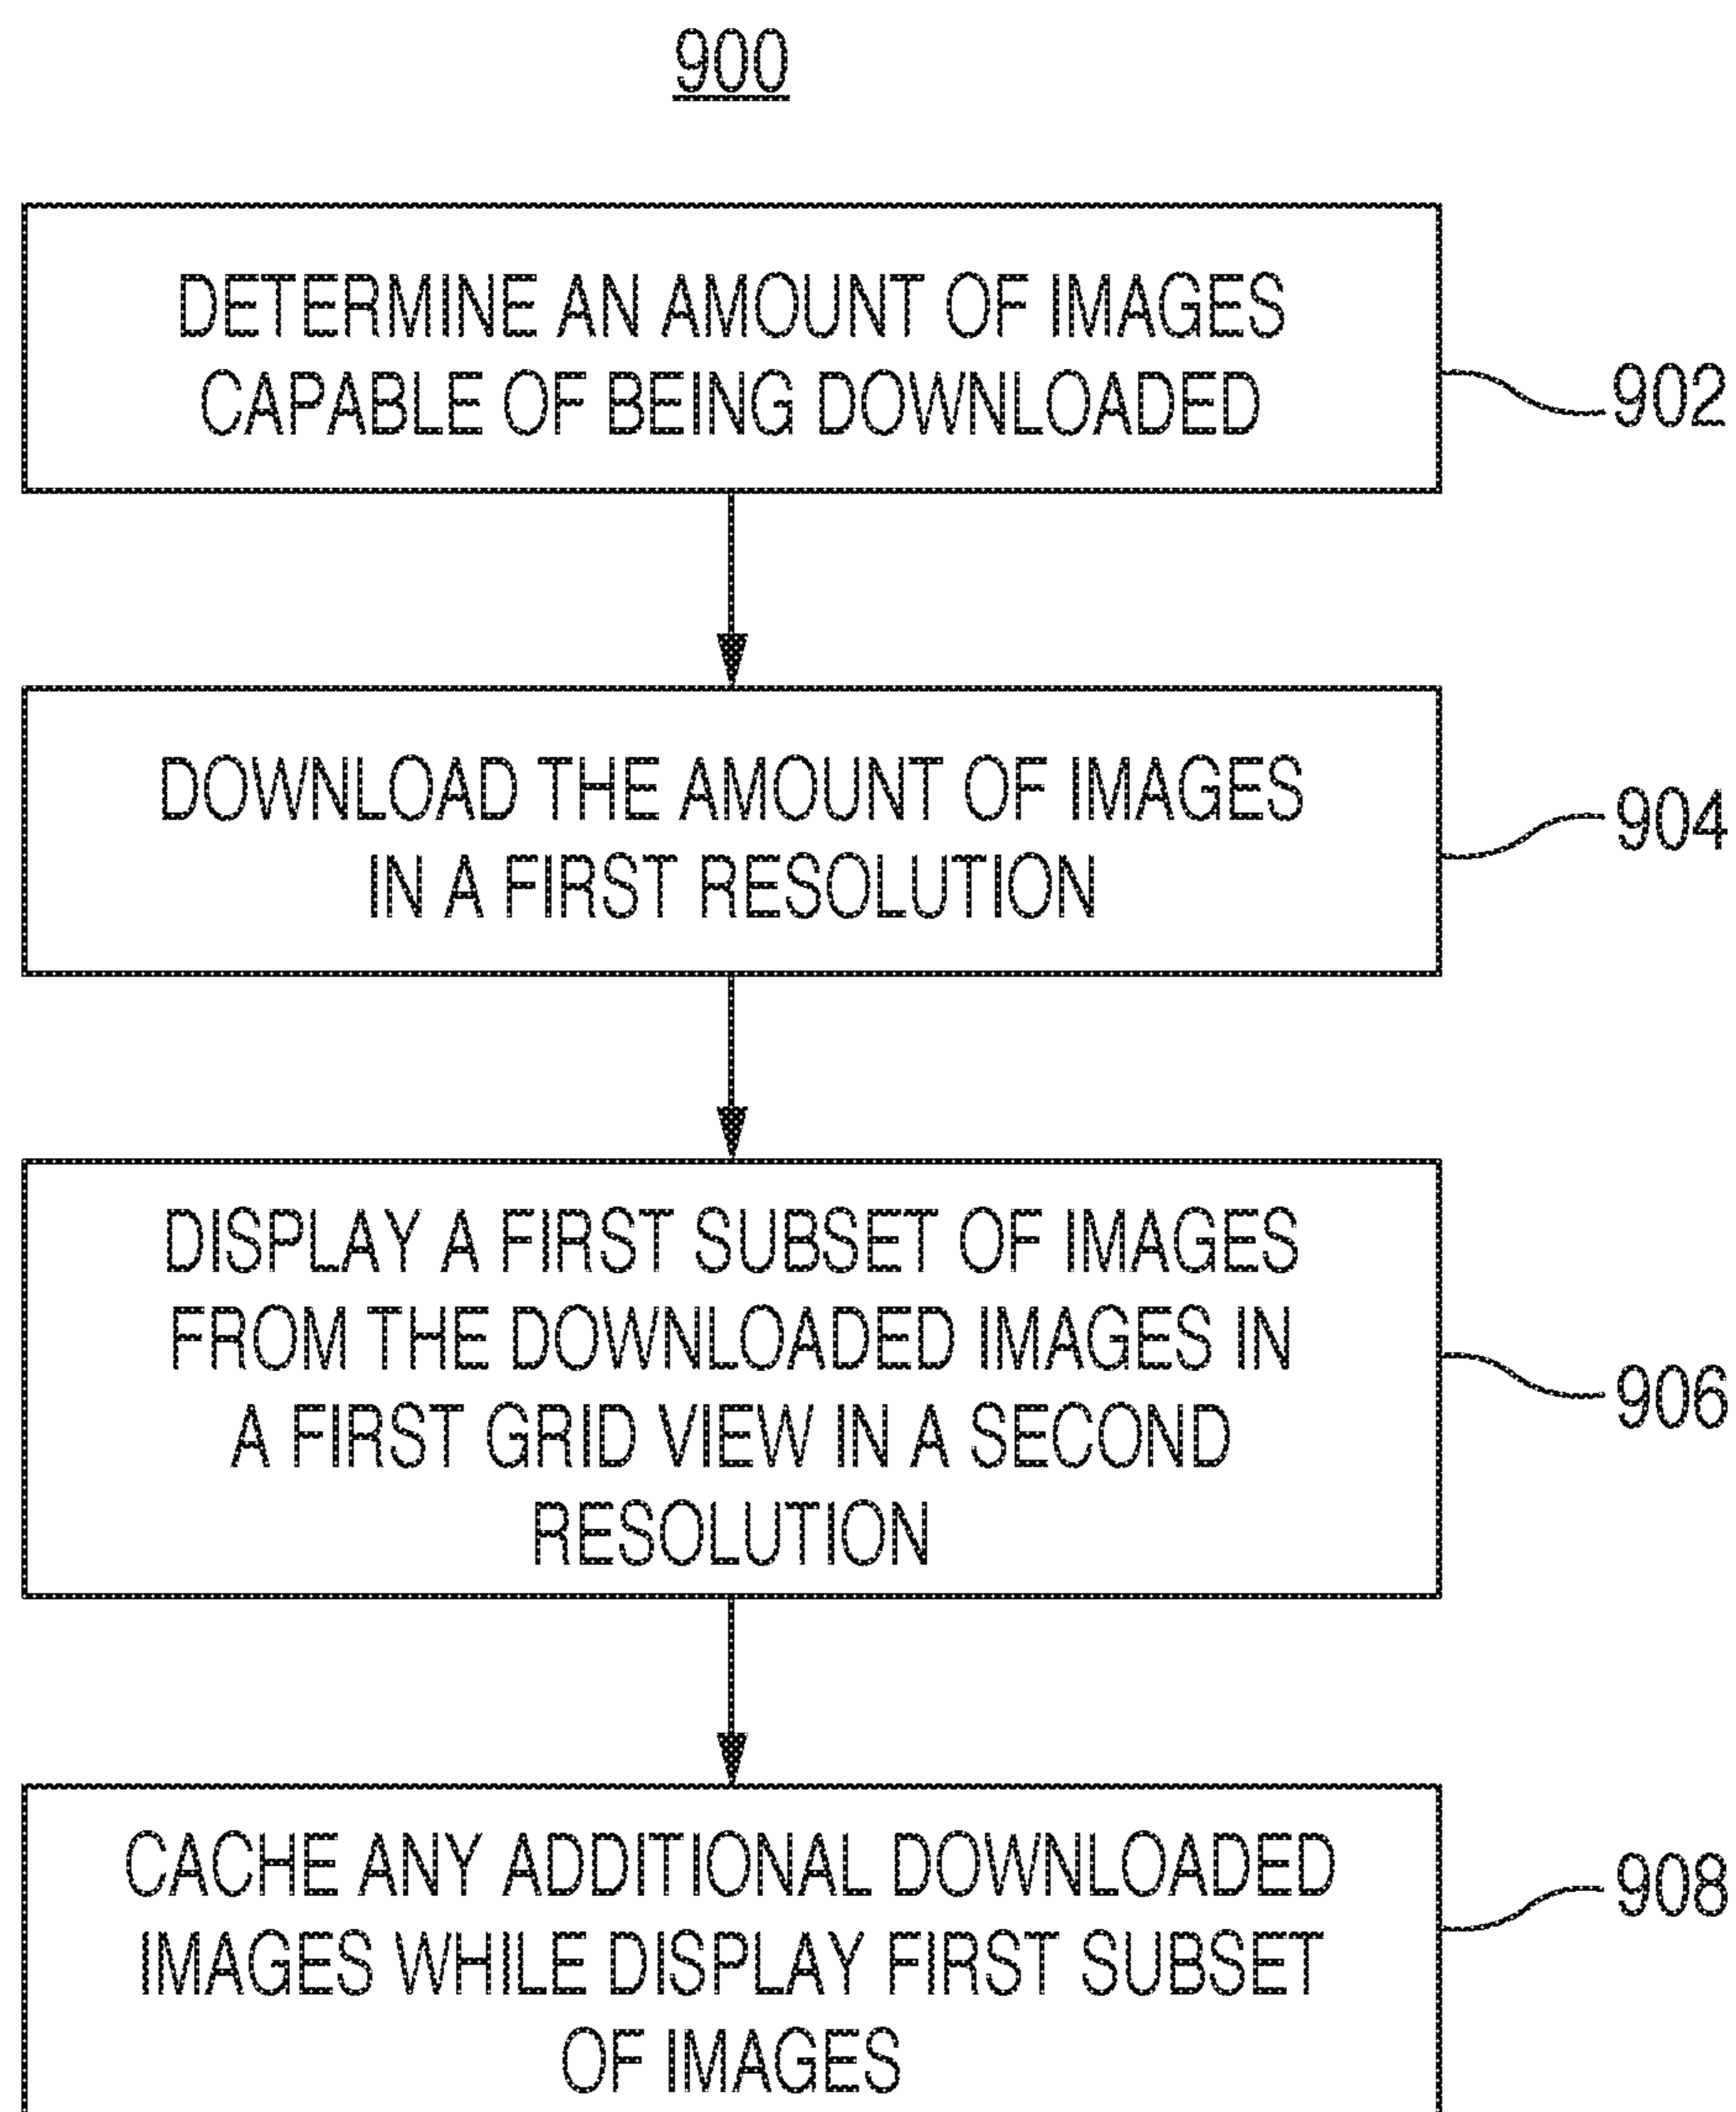 900
DETERMINE AN AMOUNT OF IMAGES
CAPABLE OF BEING DOWNLOADED
902
DOWNLOAD THE AMOUNT OF IMAGES
IN A FIRST RESOLUTION
904
DISPLAY A FIRST SUBSET OF IMAGES
FROM THE DOWNLOADED IMAGES IN
A FIRST GRID VIEW IN A SECOND
RESOLUTION
906
CACHE ANY ADDITIONAL DOWNLOADED
IMAGES WHILE DISPLAY FIRST SUBSET
OF IMAGES
908